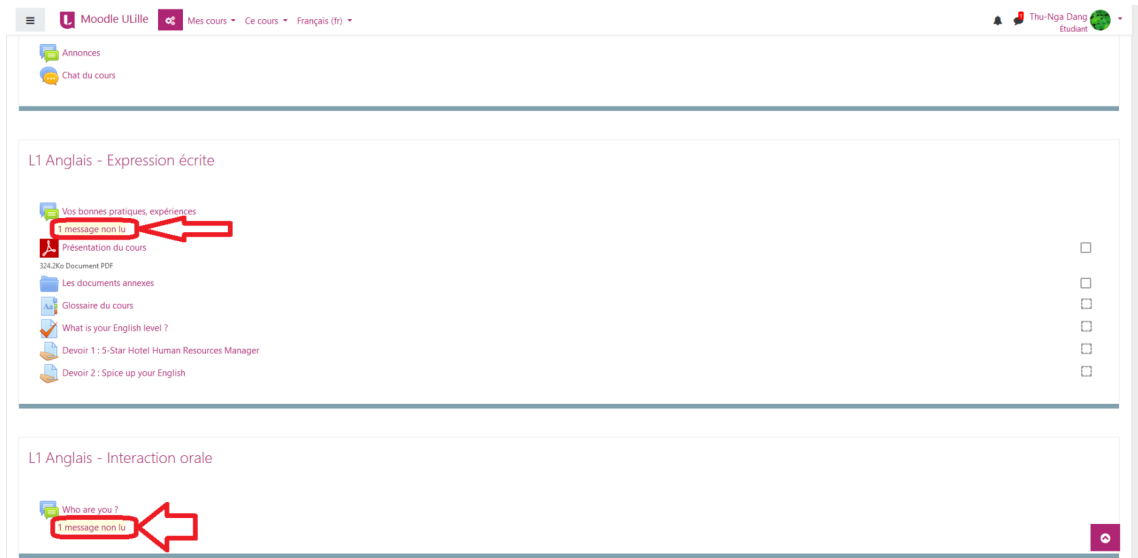 Moodle ULille Mes cours Ce cours Français (fr) Thu-Nga Dang
Étudiant
Annonces
Chat du cours
L1 Anglais - Expression écrite
Vos bonnes pratiques, expériences
1 message non lu
Présentation du cours
324.2Ko Document PDF
Les documents annexes
Glossaire du cours
What is your English level ?
Devoir 1 : 5-Star Hotel Human Resources Manager
Devoir 2 : Spice up your English
L1 Anglais - Interaction orale
Who are you ?
1 message non lu